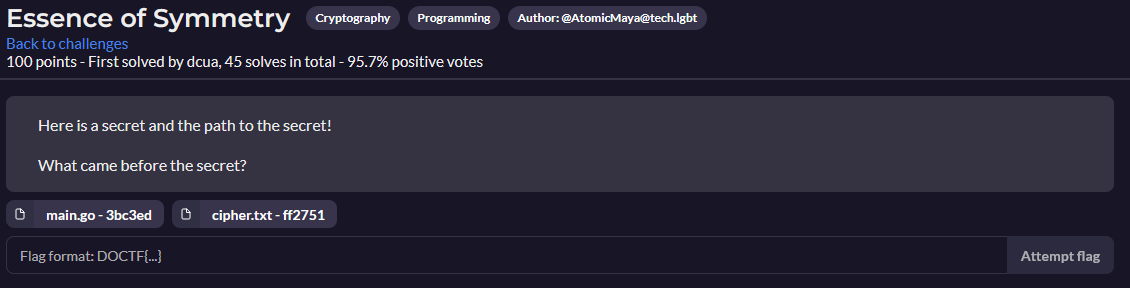 Essence of Symmetry Cryptography Programming Author: @AtomicMaya@tech.lgbt
Back to challenges
100 points - First solved by dcua, 45 solves in total - 95.7% positive votes
Here is a secret and the path to the secret!
What came before the secret?
main.go - 3bc3ed cipher.txt - ff2751
Flag format: DOCTF{...} Attempt flag